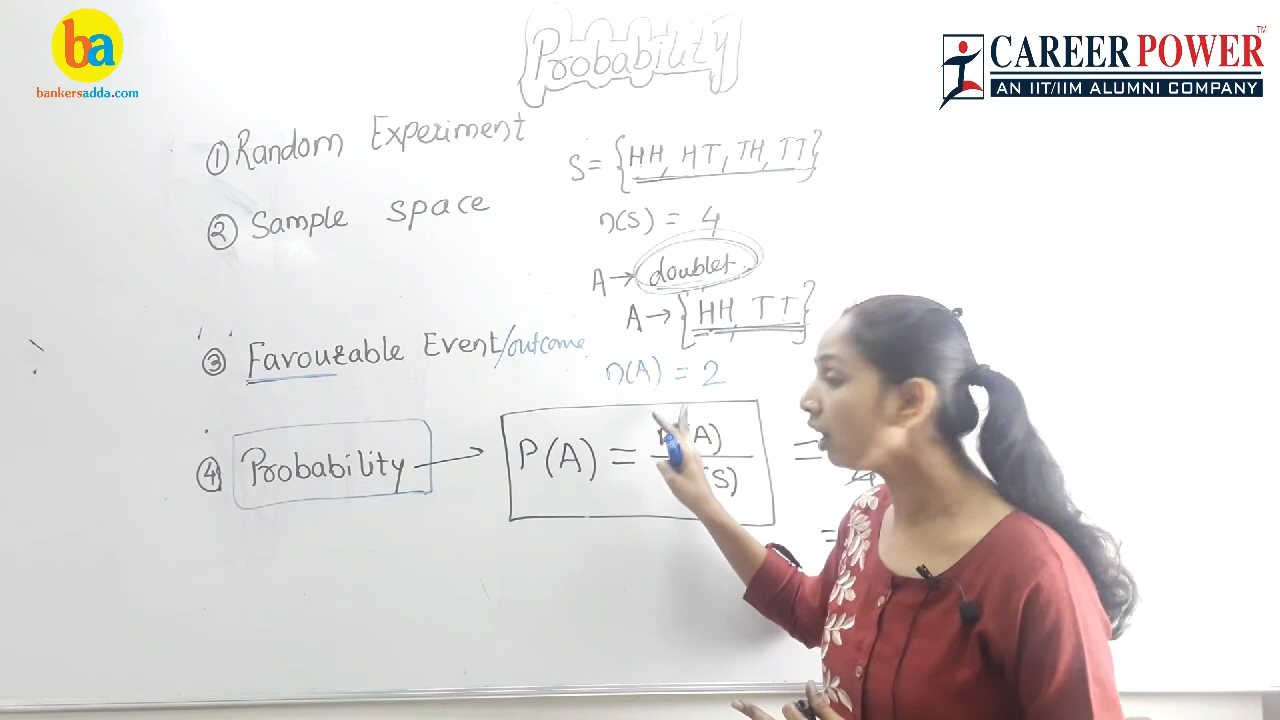 ba
bankersadda.com
Probability
CAREER POWER
TM
AN IIT/IIM ALUMNI COMPANY
① Random Experiment
S = {HH, HT, TH, TT}
② Sample space
n(S) = 4
A → doublet
A → {HH, TT}
③ Favourable Event/outcome
n(A) = 2
④ Probability → P(A) = (A)
(S)
=
=